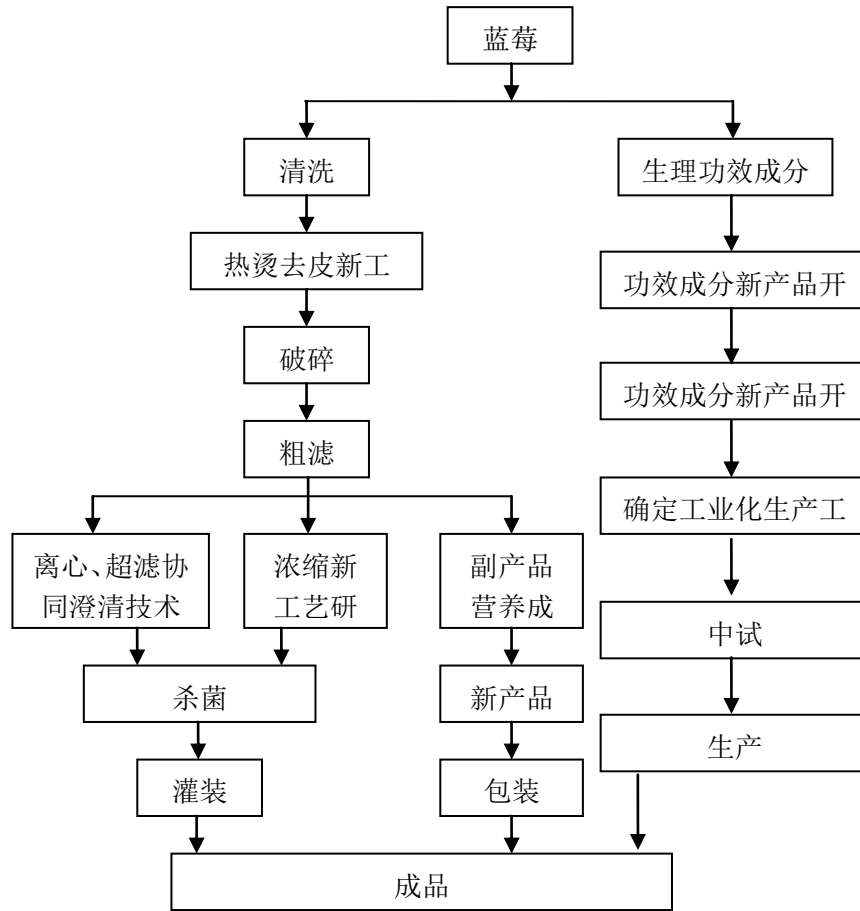 蓝莓
清洗
生理功效成分
热烫去皮新工
功效成分新产品开
破碎
功效成分新产品开
粗滤
确定工业化生产工
离心、超滤协
同澄清技术
浓缩新
工艺研
副产品
营养成
中试
杀菌
新产品
生产
灌装
包装
成品